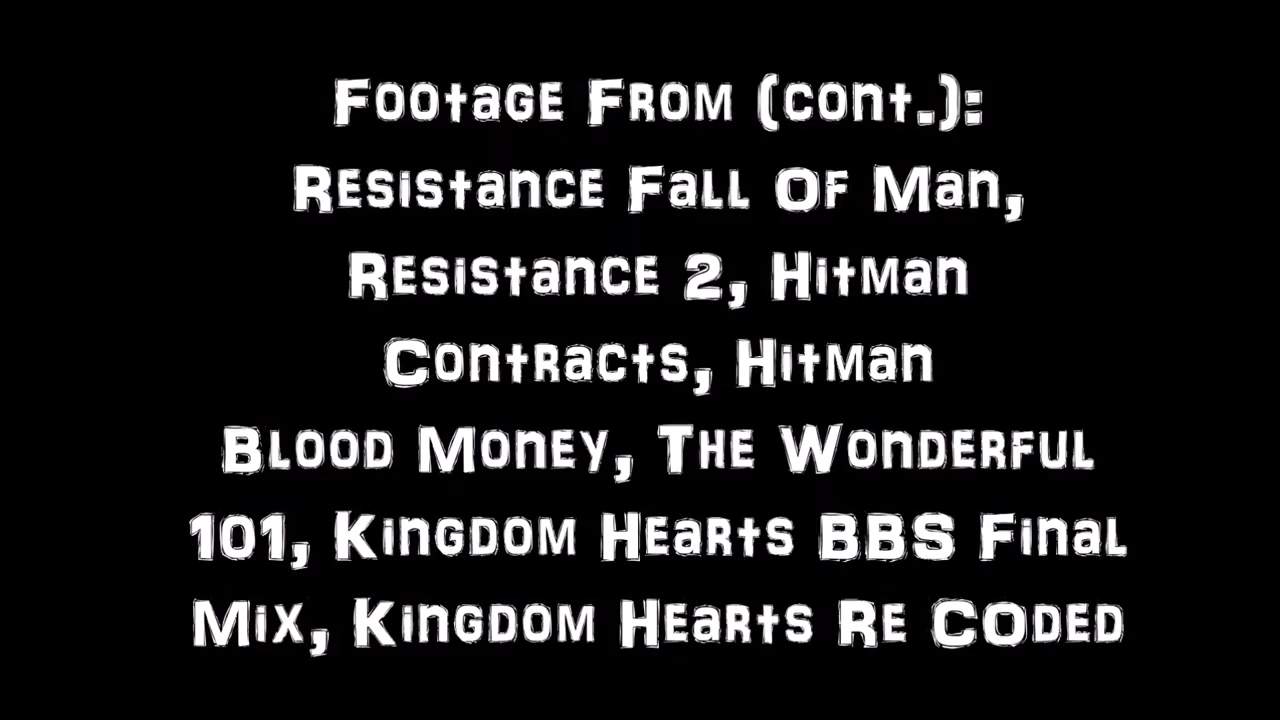 Footage From (cont.):
Resistance Fall Of Man,
Resistance 2, Hitman
Contracts, Hitman
Blood Money, The Wonderful
101, Kingdom Hearts BBS Final
Mix, Kingdom Hearts Re COded